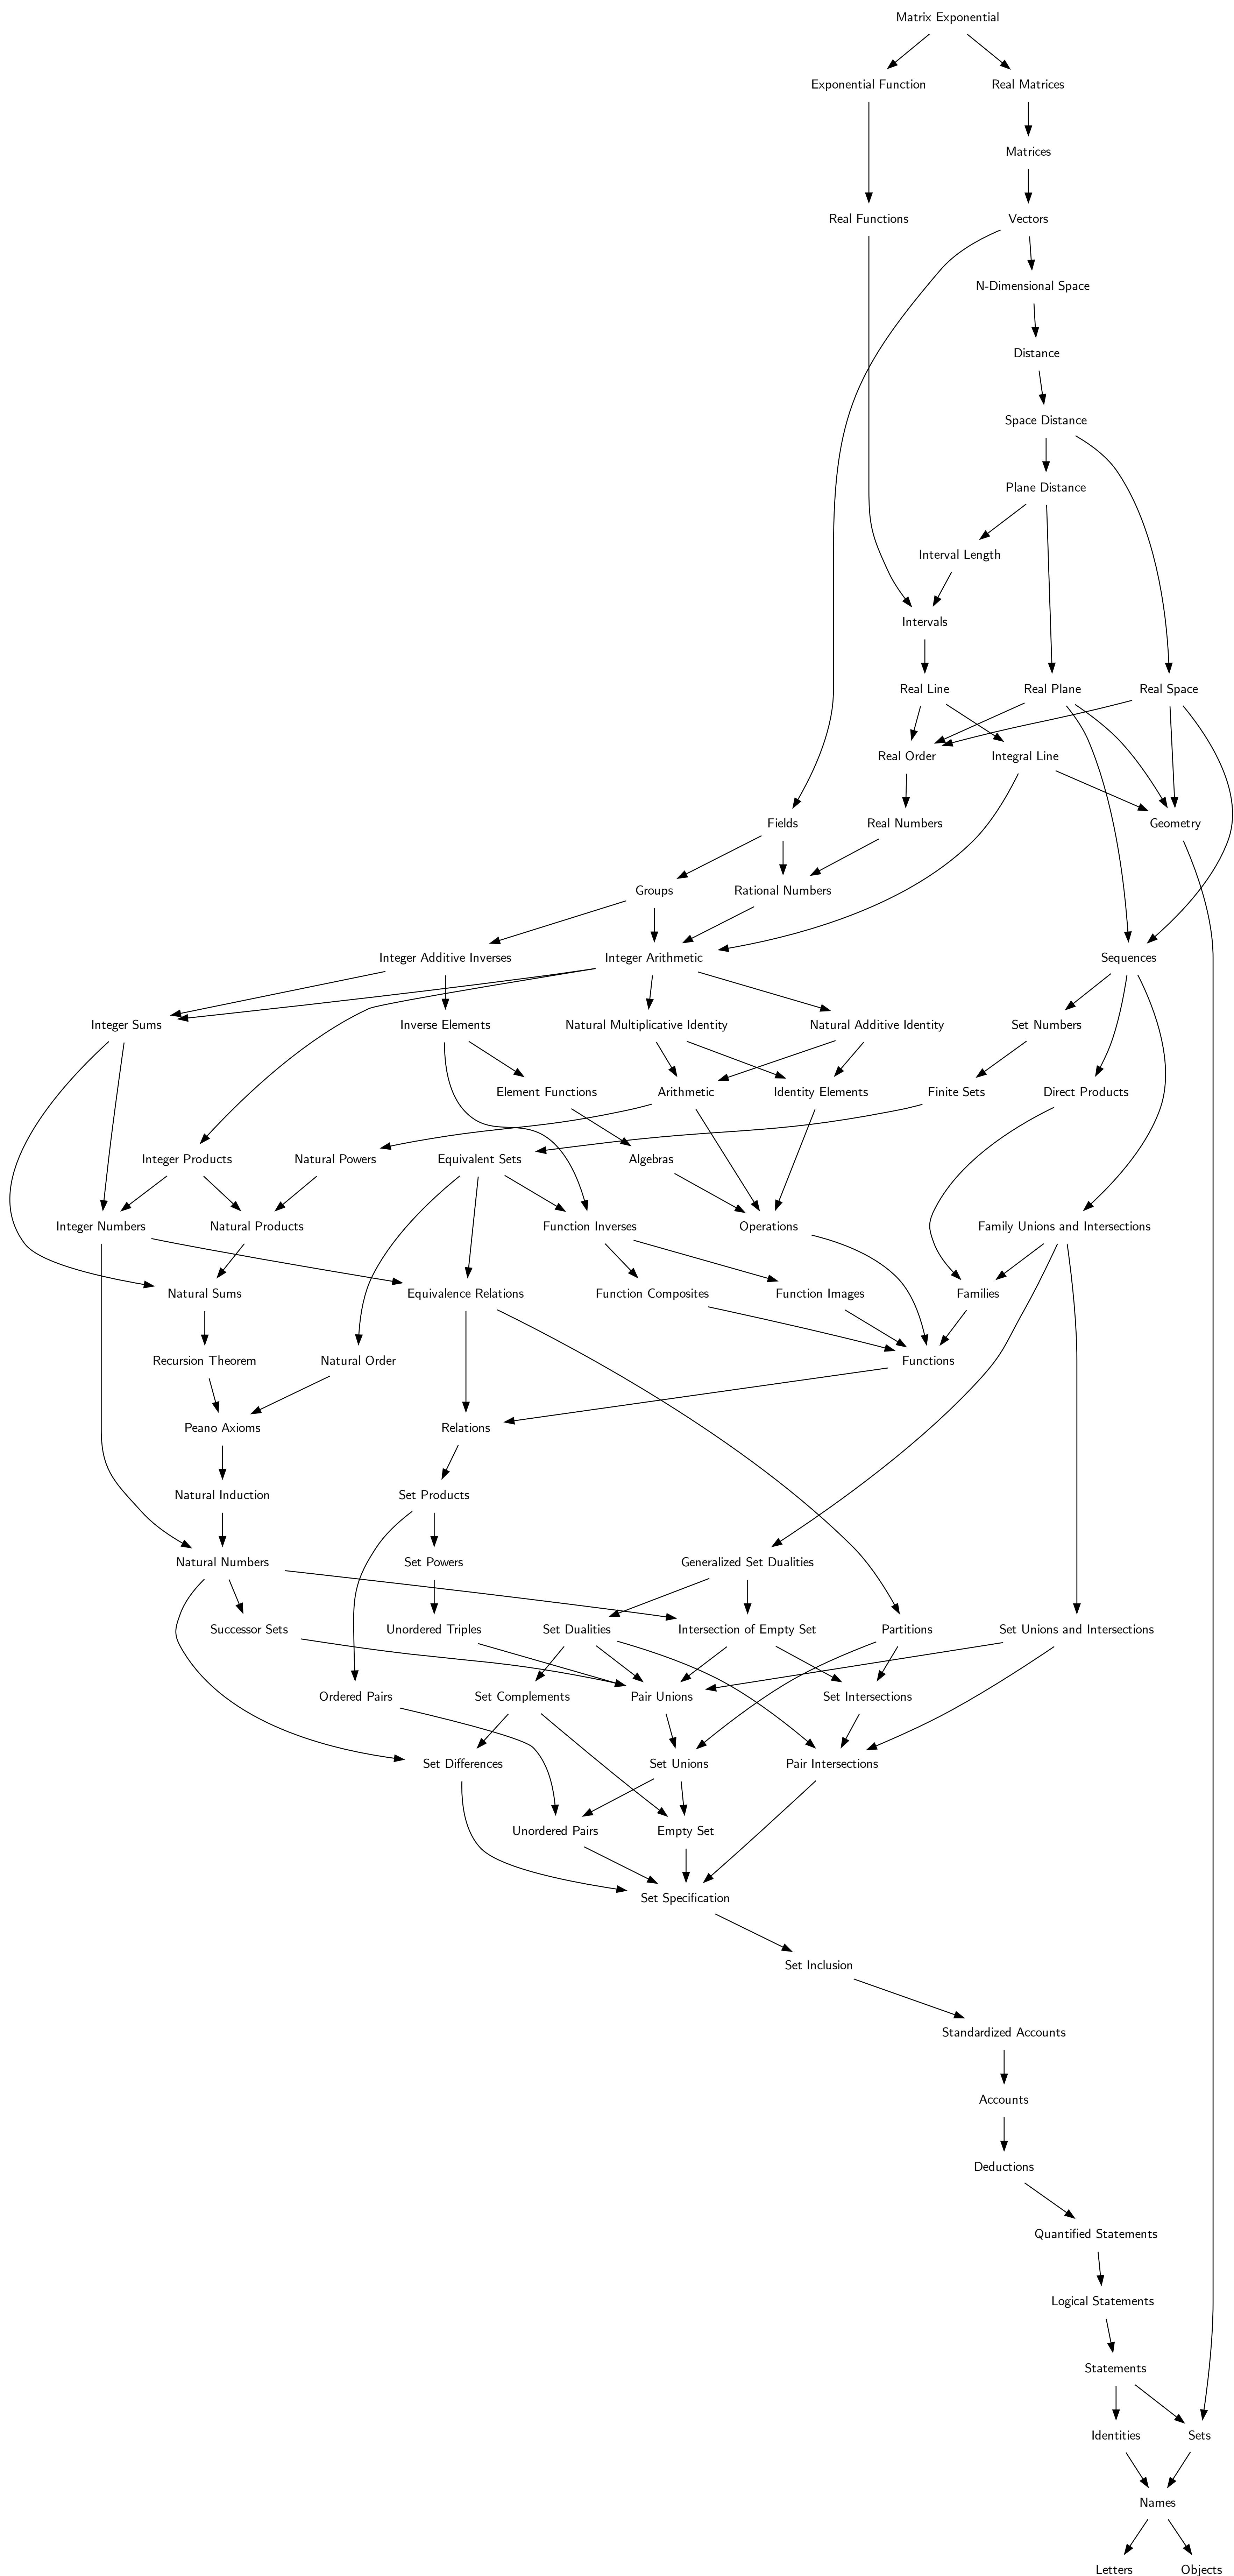 Matrix Exponential
Exponential Function
Real Matrices
Matrices
Real Functions
Vectors
N-Dimensional Space
Distance
Space Distance
Plane Distance
Interval Length
Intervals
Real Line
Real Plane
Real Space
Real Order
Integral Line
Fields
Real Numbers
Geometry
Groups
Rational Numbers
Integer Additive Inverses
Integer Arithmetic
Sequences
Integer Sums
Inverse Elements
Natural Multiplicative Identity
Natural Additive Identity
Set Numbers
Element Functions
Arithmetic
Identity Elements
Finite Sets
Direct Products
Integer Products
Natural Powers
Equivalent Sets
Algebras
Integer Numbers
Natural Products
Function Inverses
Operations
Family Unions and Intersections
Natural Sums
Equivalence Relations
Function Composites
Function Images
Families
Recursion Theorem
Natural Order
Functions
Peano Axioms
Relations
Natural Induction
Set Products
Natural Numbers
Set Powers
Generalized Set Dualities
Successor Sets
Unordered Triples
Set Dualities
Intersection of Empty Set
Partitions
Set Unions and Intersections
Ordered Pairs
Set Complements
Pair Unions
Set Intersections
Set Differences
Set Unions
Pair Intersections
Unordered Pairs
Empty Set
Set Specification
Set Inclusion
Standardized Accounts
Accounts
Deductions
Quantified Statements
Logical Statements
Statements
Identities
Sets
Names
Letters
Objects